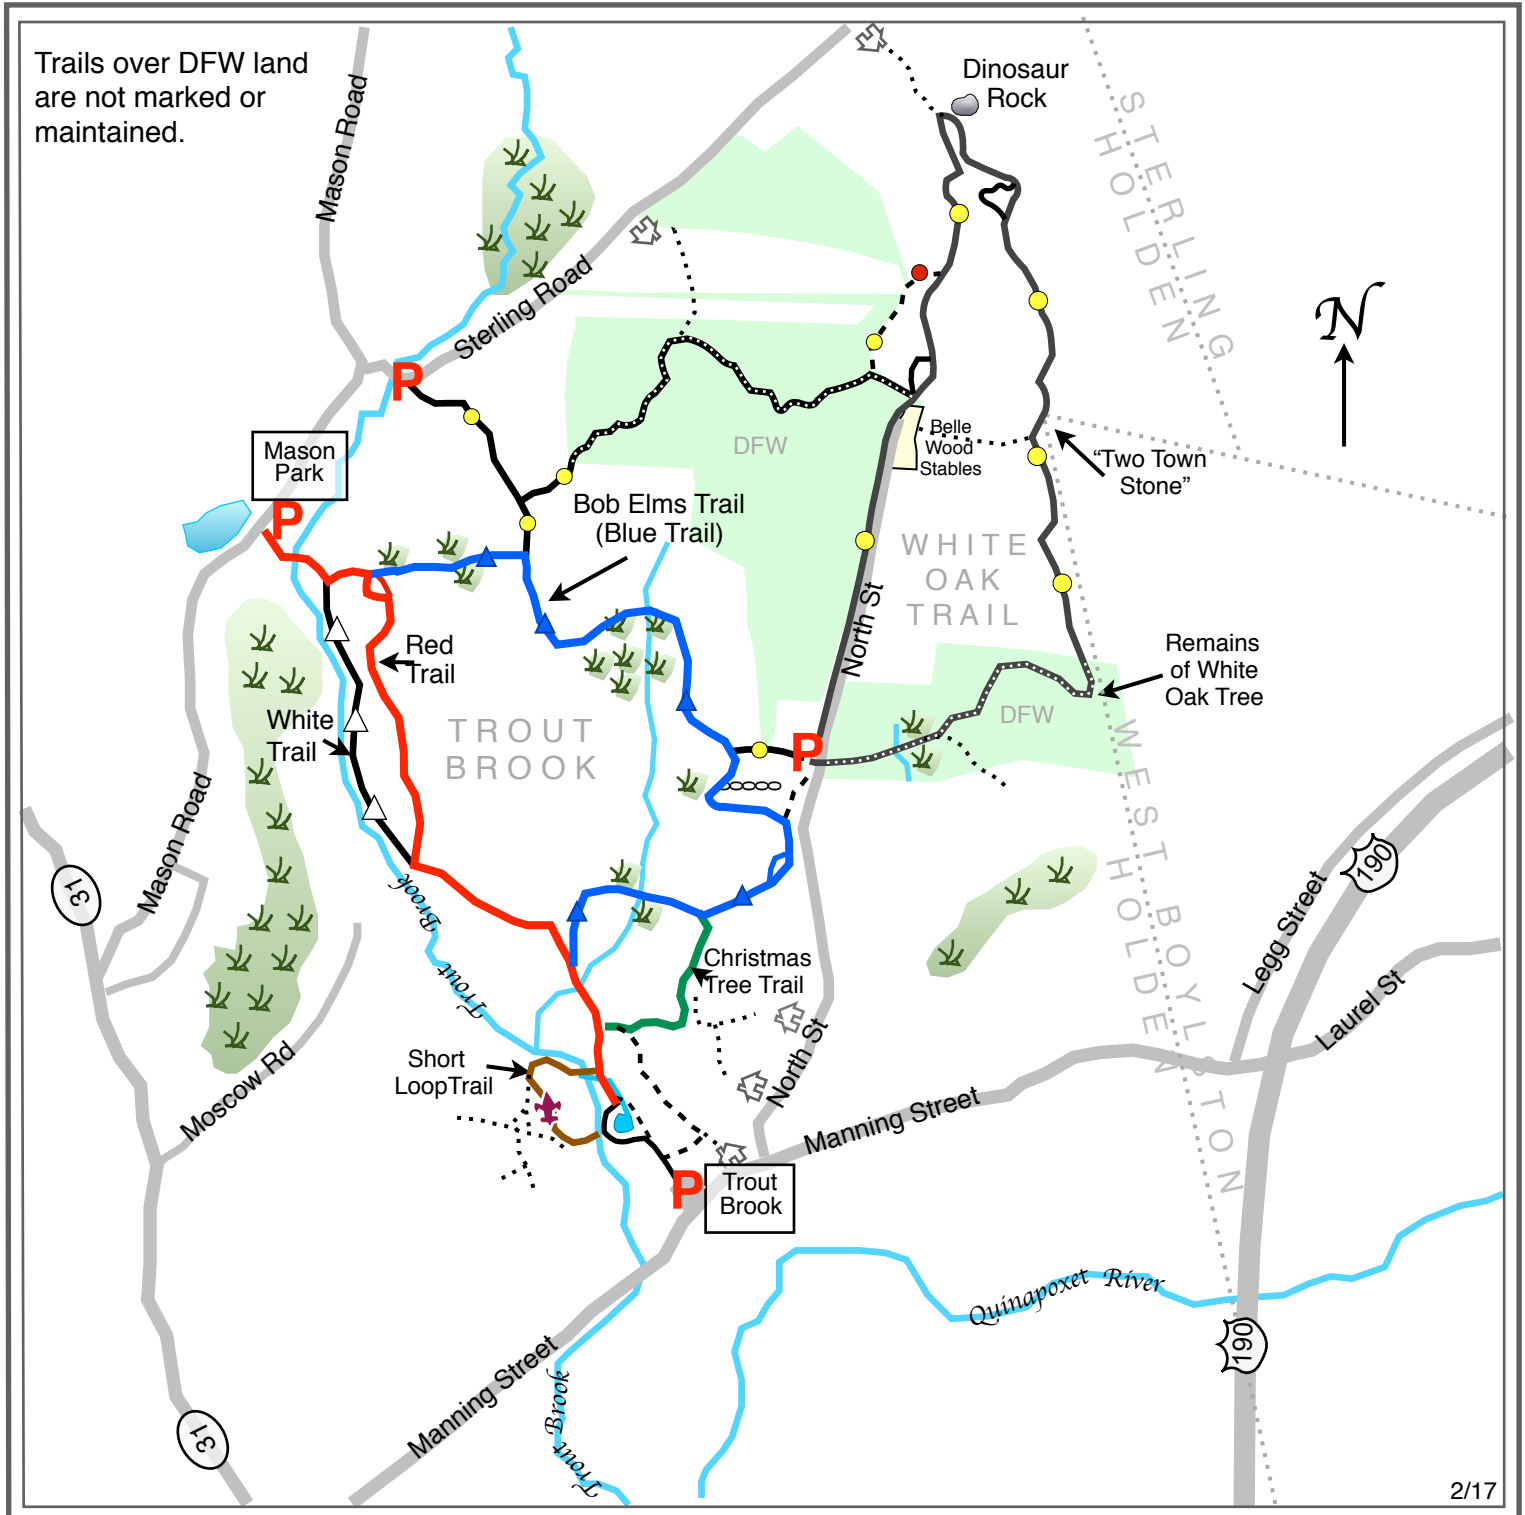 Trails over DFW land
are not marked or
maintained.
Mason Road
Dinosaur
Rock
STERLING
HOLDEN
Sterling Road
N
P
Mason
Park
P
DFW
Belle
Wood
Stables
"Two Town
Stone"
Bob Elms Trail
(Blue Trail)
WHITE
OAK
TRAIL
North St
Red
Trail
Remains
of White
Oak Tree
White
Trail
TROUT
BROOK
DFW
P
WEST BOYLSTON
HOLDEN
Mason Road
31
190
Legg Street
Laurel St
Trout Brook
Christmas
Tree Trail
Short
LoopTrail
Moscow Rd
North St
Manning Street
P
Trout
Brook
Quinapoxet River
190
Manning Street
Trout Brook
31
2/17